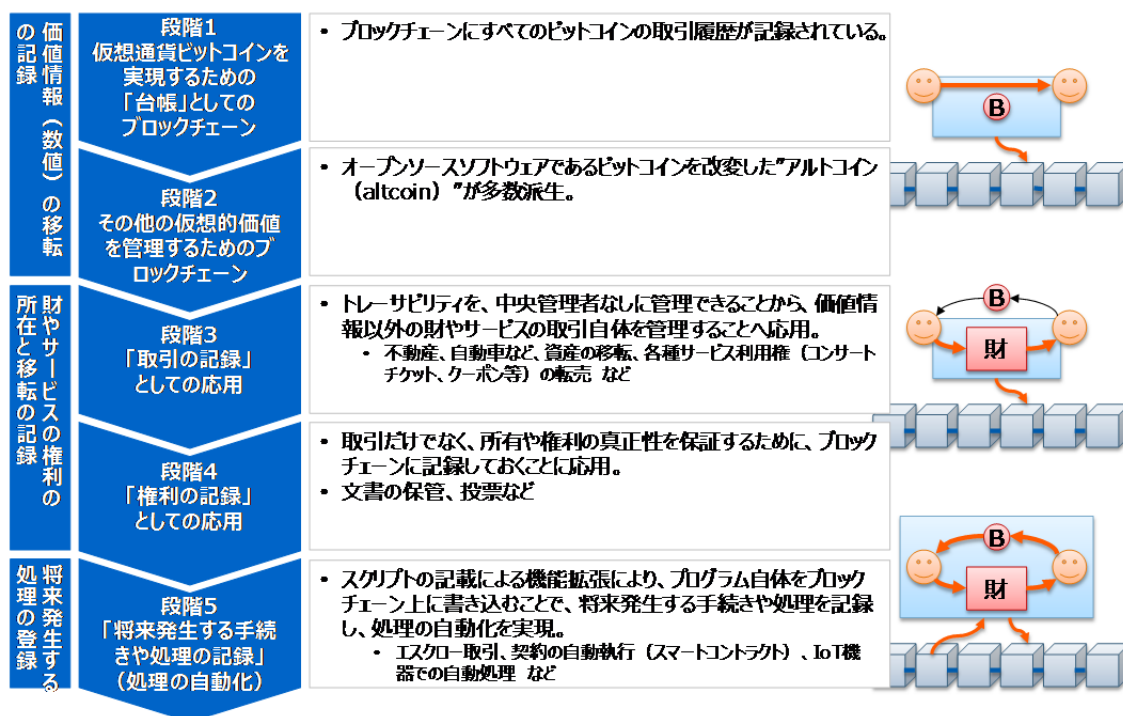 価値情報（数値）の移転
の記録
段階1
仮想通貨ビットコインを
実現するための
「台帳」としての
ブロックチェーン
• ブロックチェーンにすべてのビットコインの取引履歴が記録されている。
B
段階2
その他の仮想的価値
を管理するためのブ
ロックチェーン
• オープンソースソフトウェアであるビットコインを改変した"アルトコイン
（altcoin）"が多数派生。
財やサービスの権利の
所在と移転の記録
段階3
「取引の記録」
としての応用
• トレーサビリティを、中央管理者なしに管理できることから、価値情
報以外の財やサービスの取引自体を管理することへ応用。
• 不動産、自動車など、資産の移転、各種サービス利用権（コンサート
チケット、クーポン等）の転売 など
B
財
段階4
「権利の記録」
としての応用
• 取引だけでなく、所有や権利の真正性を保証するために、ブロック
チェーンに記録しておくことに応用。
• 文書の保管、投票など
将来発生する
処理の登録
段階5
「将来発生する手続
きや処理の記録」
（処理の自動化）
• スクリプトの記載による機能拡張により、プログラム自体をブロック
チェーン上に書き込むことで、将来発生する手続きや処理を記録
し、処理の自動化を実現。
• エスクロー取引、契約の自動執行（スマートコントラクト）、IoT機
器での自動処理 など
B
財